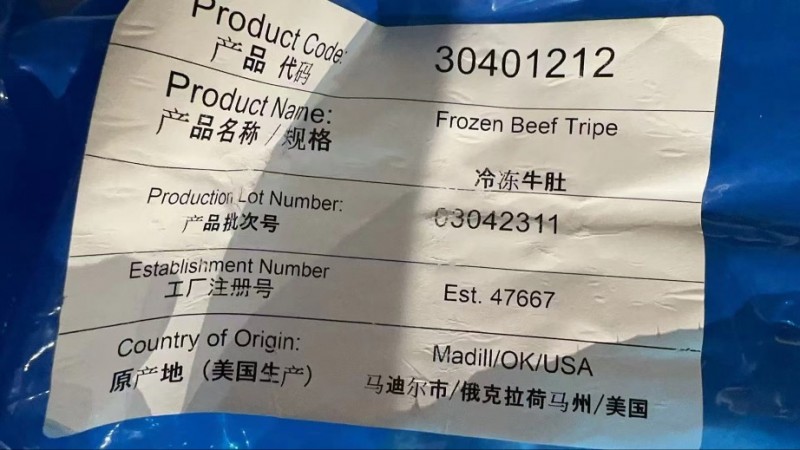 Product Code: 30401212
产品 代码
Product Name: Frozen Beef Tripe
产品名称 / 规格 冷冻牛肚
Production Lot Number: 03042311
产品批次号
Establishment Number Est. 47667
工厂注册号
Country of Origin: Madill/OK/USA
原产地（美国生产） 马迪尔市/俄克拉荷马州/美国